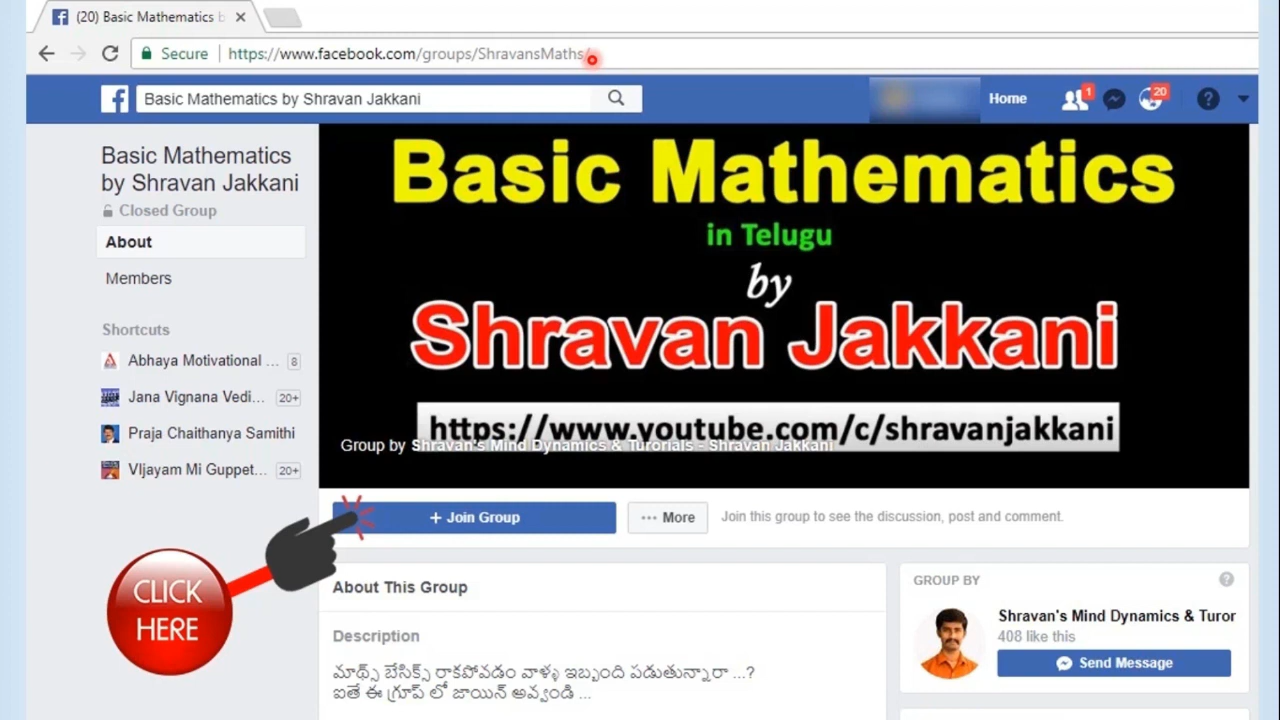 (20) Basic Mathematics b
Secure | https://www.facebook.com/groups/ShravansMaths/
Basic Mathematics by Shravan Jakkani
Home
1
20
Basic Mathematics
by Shravan Jakkani
Closed Group
About
Members
Shortcuts
Abhaya Motivational ... 8
Jana Vignana Vedi... 20+
Praja Chaithanya Samithi
VIjayam Mi Guppet... 20+
Basic Mathematics
in Telugu
by
Shravan Jakkani
https://www.youtube.com/c/shravanjakkani
Group by Shravan's Mind Dynamics & Turorials - Shravan Jakkani
+ Join Group
··· More
Join this group to see the discussion, post and comment.
CLICK
HERE
About This Group
Description
మాథ్స్ బేసిక్స్ రాకపోవడం వాళ్ళ ఇబ్బంది పడుతున్నారా ...?
ఐతే ఈ గ్రూప్ లో జాయిన్ అవ్వండి ...
GROUP BY
Shravan's Mind Dynamics & Turor
408 like this
Send Message